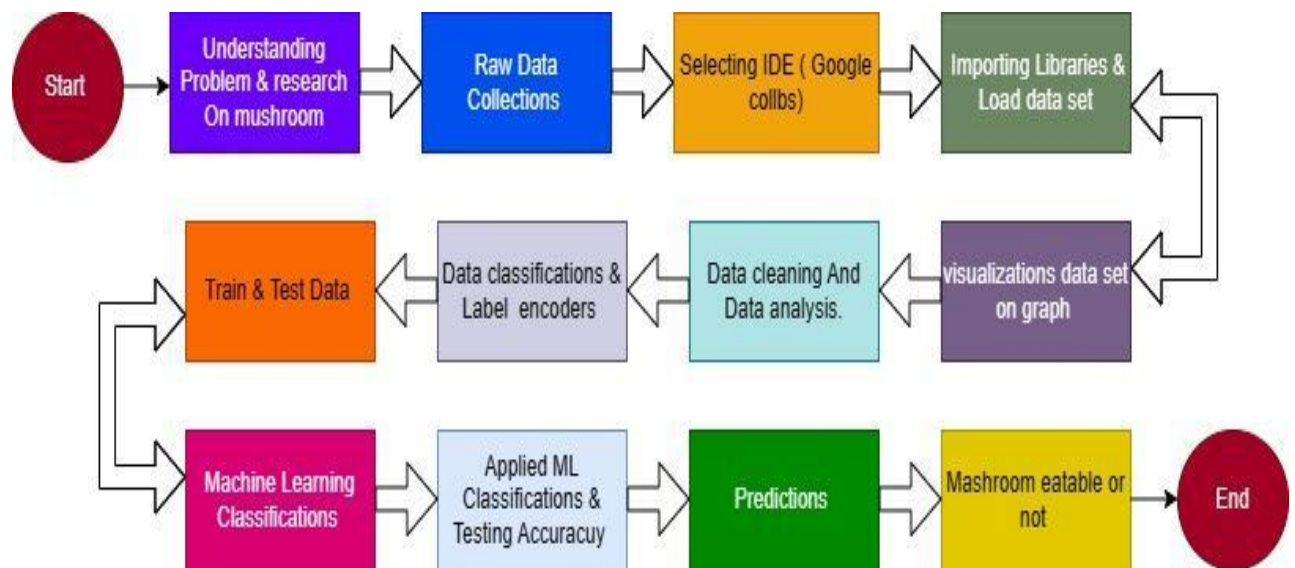 Start
Understanding
Problem & research
On mushroom
Raw Data
Collections
Selecting IDE ( Google
collbs)
Importing Libraries &
Load data set
Train & Test Data
Data classifications &
Label encoders
Data cleaning And
Data analysis.
visualizations data set
on graph
Machine Learning
Classifications
Applied ML
Classifications &
Testing Accuracuy
Predictions
Mashroom eatable or
not
End